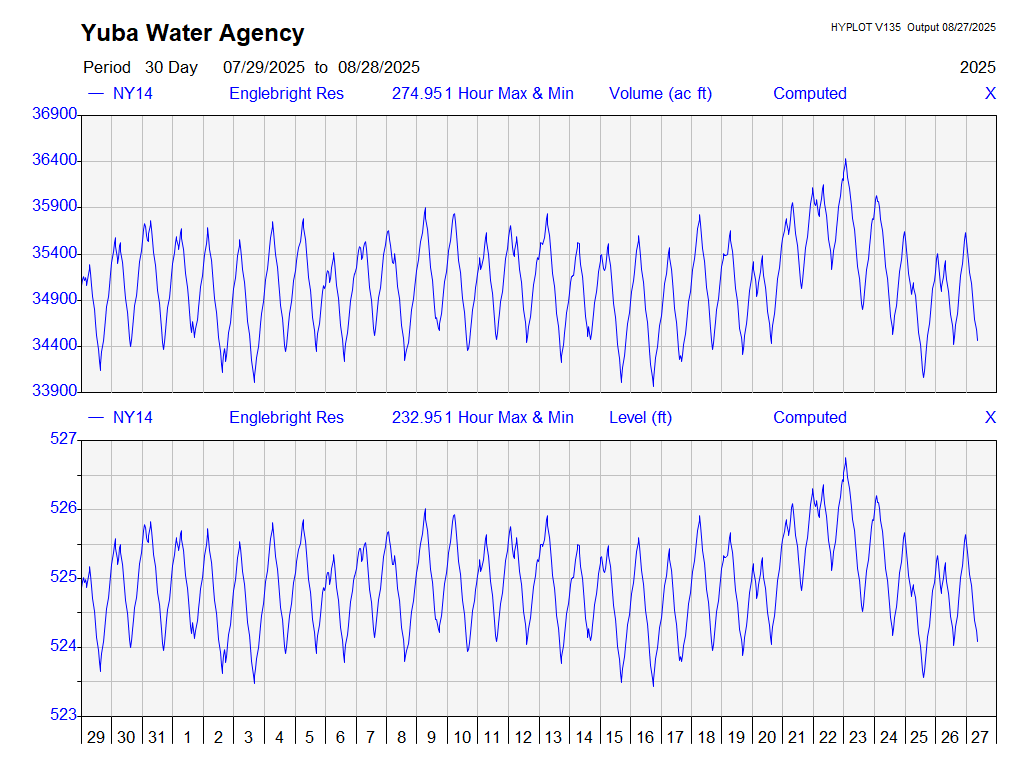 Yuba Water Agency
HYPLOT V135 Output 08/27/2025
Period 30 Day 07/29/2025 to 08/28/2025 2025
NY14 Englebright Res 274.951 Hour Max & Min Volume (ac ft) Computed X
36900
36400
35900
35400
34900
34400
33900
NY14 Englebright Res 232.951 Hour Max & Min Level (ft) Computed X
527
526
525
524
523
29 30 31 1 2 3 4 5 6 7 8 9 10 11 12 13 14 15 16 17 18 19 20 21 22 23 24 25 26 27